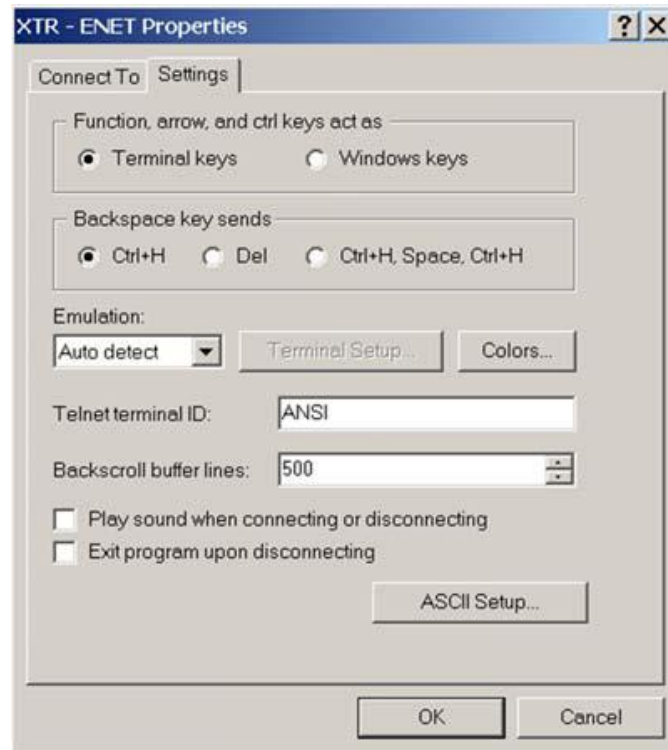 XTR - ENET Properties
Connect To Settings
Function, arrow, and ctrl keys act as
Terminal keys Windows keys
Backspace key sends
Ctrl+H Del Ctrl+H, Space, Ctrl+H
Emulation:
Auto detect Terminal Setup... Colors...
Telnet terminal ID: ANSI
Backscroll buffer lines: 500
Play sound when connecting or disconnecting
Exit program upon disconnecting
ASCII Setup...
OK Cancel